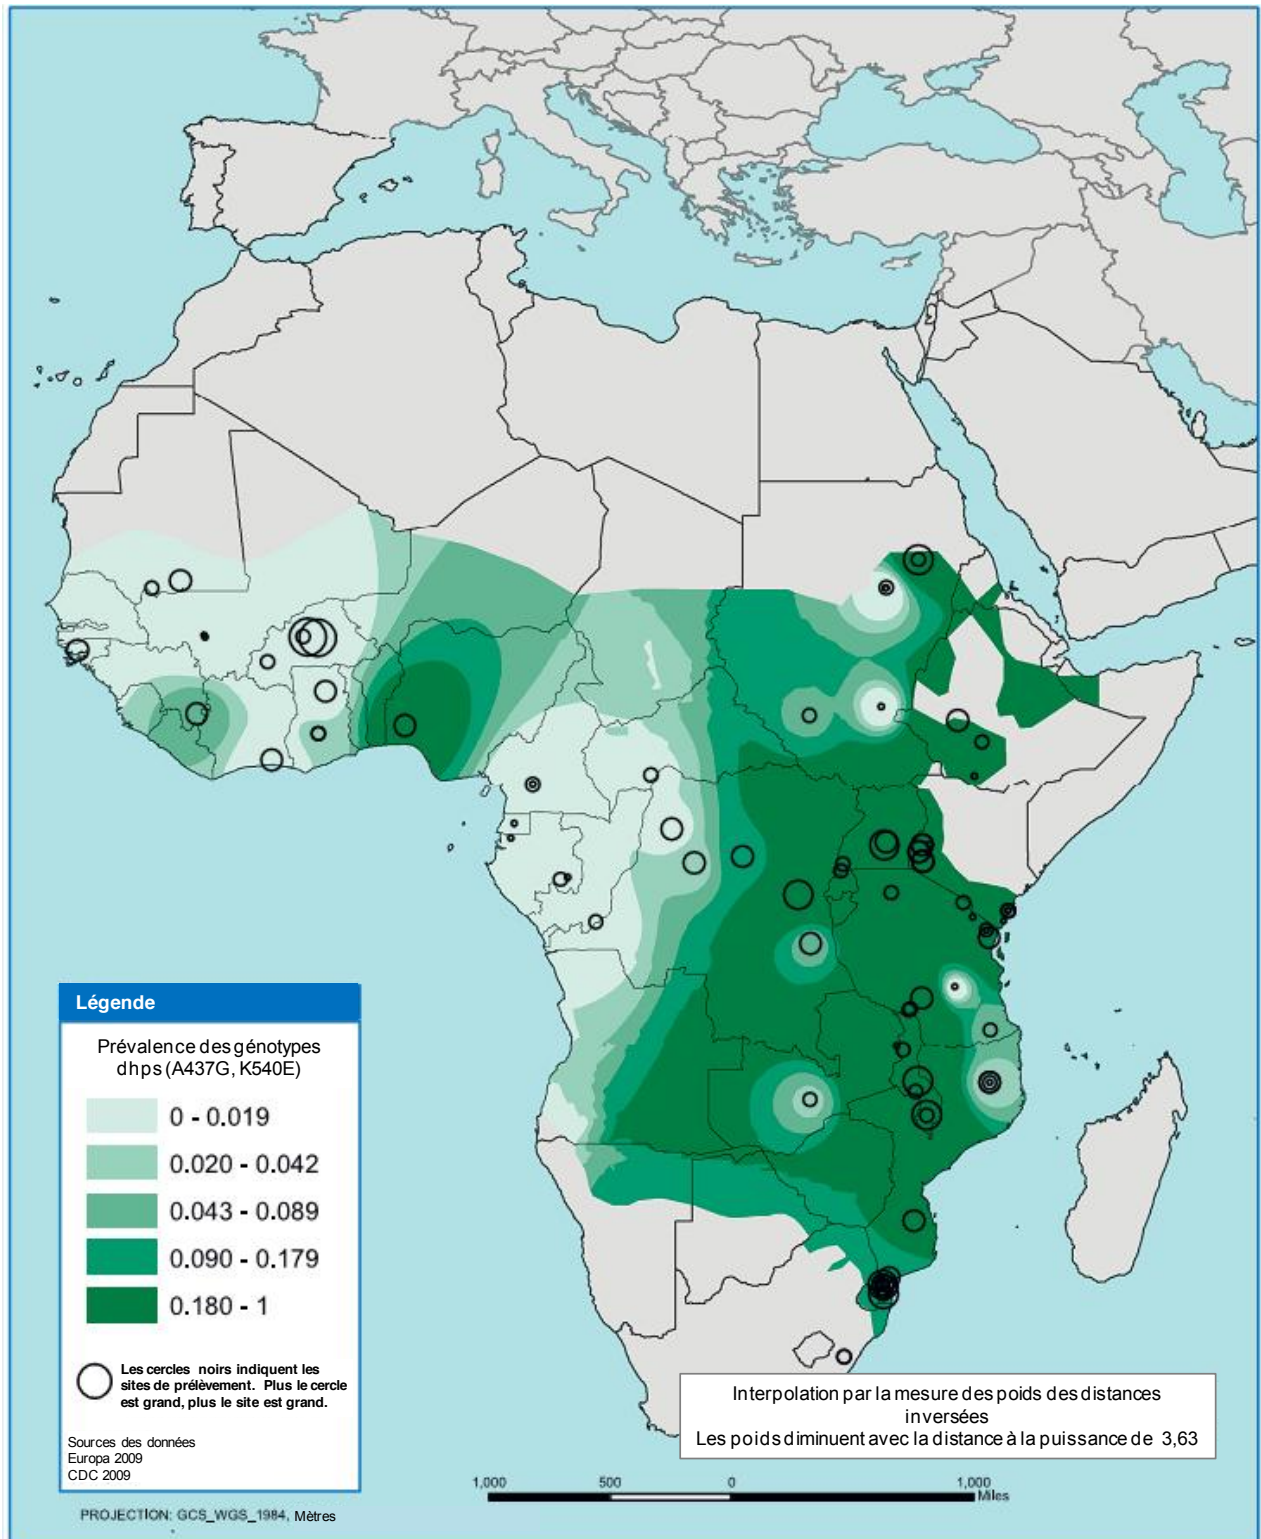 Légende
Prévalence des génotypes
dhps (A437G, K540E)
0 - 0.019
0.020 - 0.042
0.043 - 0.089
0.090 - 0.179
0.180 - 1
Les cercles noirs indiquent les
sites de prélèvement. Plus le cercle
est grand, plus le site est grand.
Sources des données
Europa 2009
CDC 2009
PROJECTION: GCS_WGS_1984, Mètres
Interpolation par la mesure des poids des distances
inversées
Les poids diminuent avec la distance à la puissance de 3,63
1,000 500 0 1,000
Miles